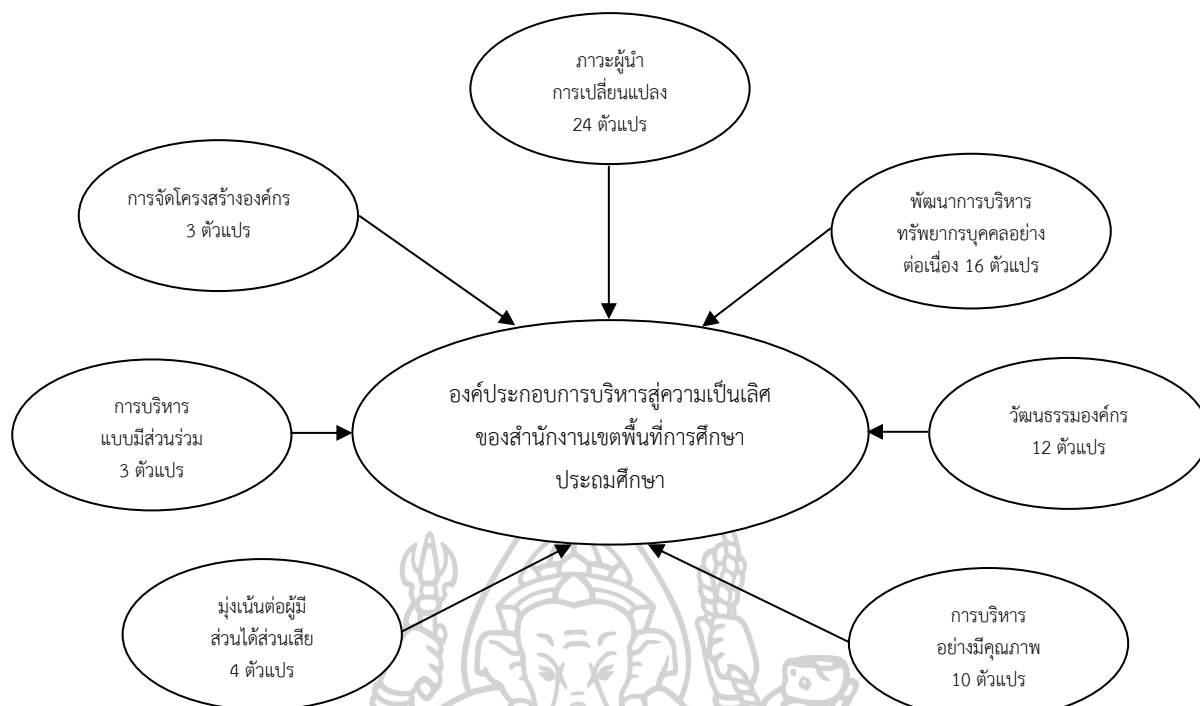 ภาวะผู้นำ
การเปลี่ยนแปลง
24 ตัวแปร
การจัดโครงสร้างองค์กร
3 ตัวแปร
พัฒนาการบริหาร
ทรัพยากรบุคคลอย่าง
ต่อเนื่อง 16 ตัวแปร
องค์ประกอบการบริหารสู่ความเป็นเลิศ
ของสำนักงานเขตพื้นที่การศึกษา
ประถมศึกษา
การบริหาร
แบบมีส่วนร่วม
3 ตัวแปร
วัฒนธรรมองค์กร
12 ตัวแปร
มุ่งเน้นต่อผู้มี
ส่วนได้ส่วนเสีย
4 ตัวแปร
การบริหาร
อย่างมีคุณภาพ
10 ตัวแปร